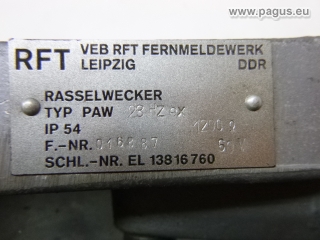 © www.pagus.eu
RFT VEB RFT FERNMELDEWERK
LEIPZIG DDR
RASSELWECKER
TYP PAW
IP 54
F.-NR.
SCHL.-NR. EL 13816760